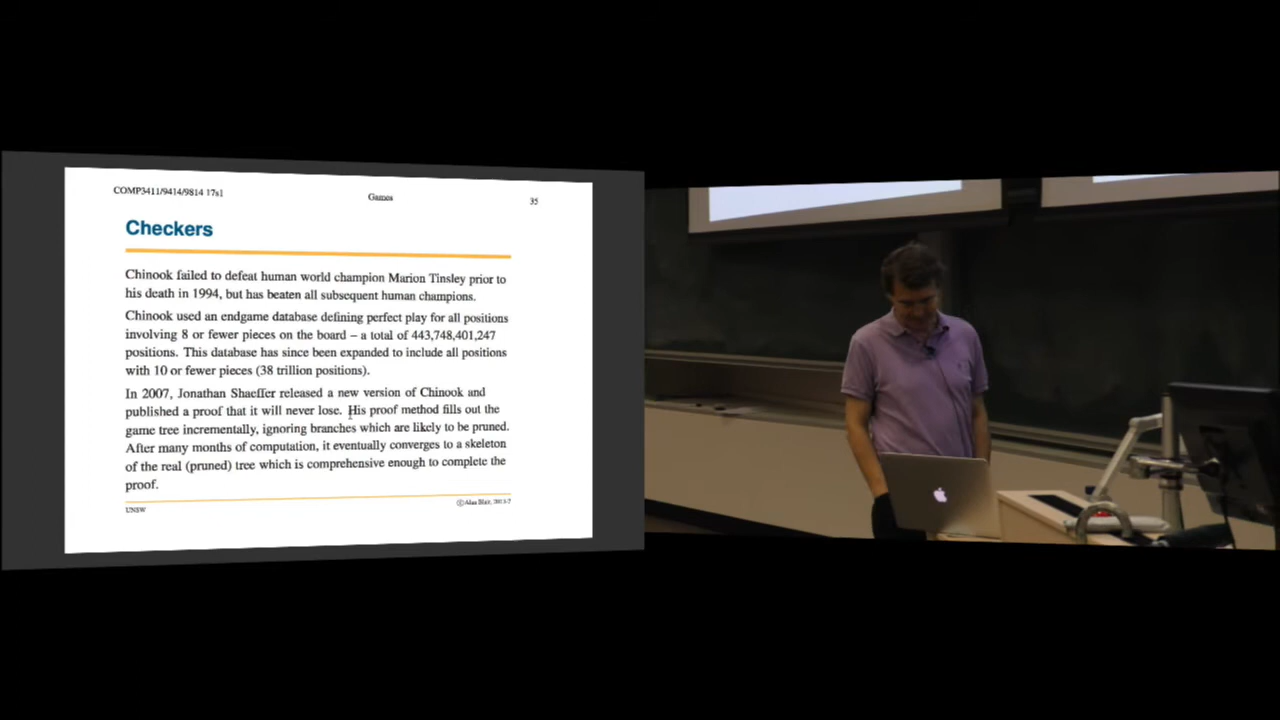 COMP3411/9414/9814 17s1
Games
35
Checkers
Chinook failed to defeat human world champion Marion Tinsley prior to
his death in 1994, but has beaten all subsequent human champions.
Chinook used an endgame database defining perfect play for all positions
involving 8 or fewer pieces on the board – a total of 443,748,401,247
positions. This database has since been expanded to include all positions
with 10 or fewer pieces (38 trillion positions).
In 2007, Jonathan Shaeffer released a new version of Chinook and
published a proof that it will never lose. His proof method fills out the
game tree incrementally, ignoring branches which are likely to be pruned.
After many months of computation, it eventually converges to a skeleton
of the real (pruned) tree which is comprehensive enough to complete the
proof.
UNSW
©Alan Blair, 2013-7